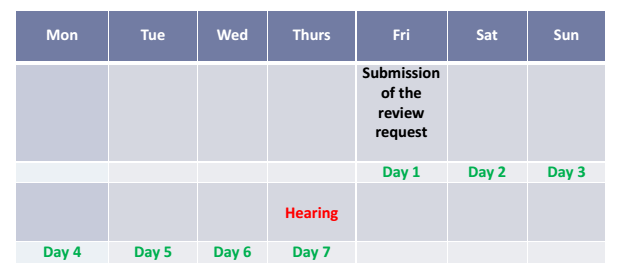 Mon Tue Wed Thurs Fri Sat Sun
Submission
of the
review
request
Day 1 Day 2 Day 3
Hearing
Day 4 Day 5 Day 6 Day 7